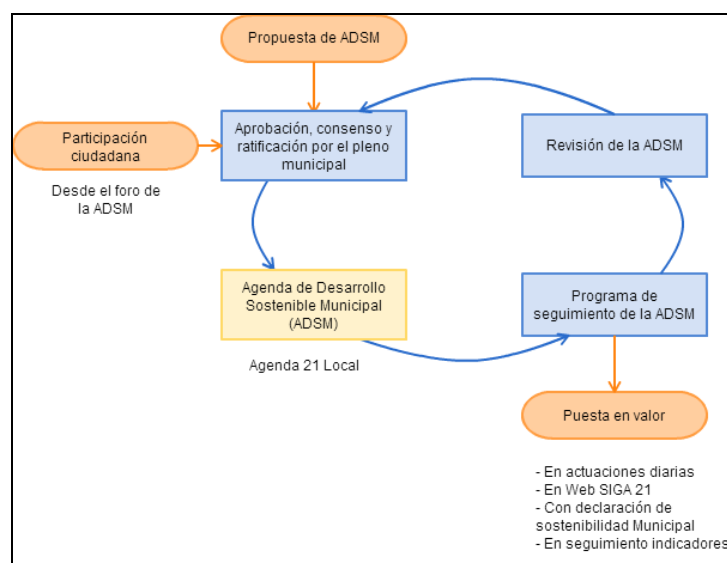 Propuesta de ADSM
Aprobación, consenso y
ratificación por el pleno
municipal
Participación
ciudadana
Desde el foro de
la ADSM
Revisión de la ADSM
Agenda de Desarrollo
Sostenible Municipal
(ADSM)
Agenda 21 Local
Programa de
seguimiento de la ADSM
Puesta en valor
- En actuaciones diarias
- En Web SIGA 21
- Con declaración de
sostenibilidad Municipal
- En seguimiento indicadores